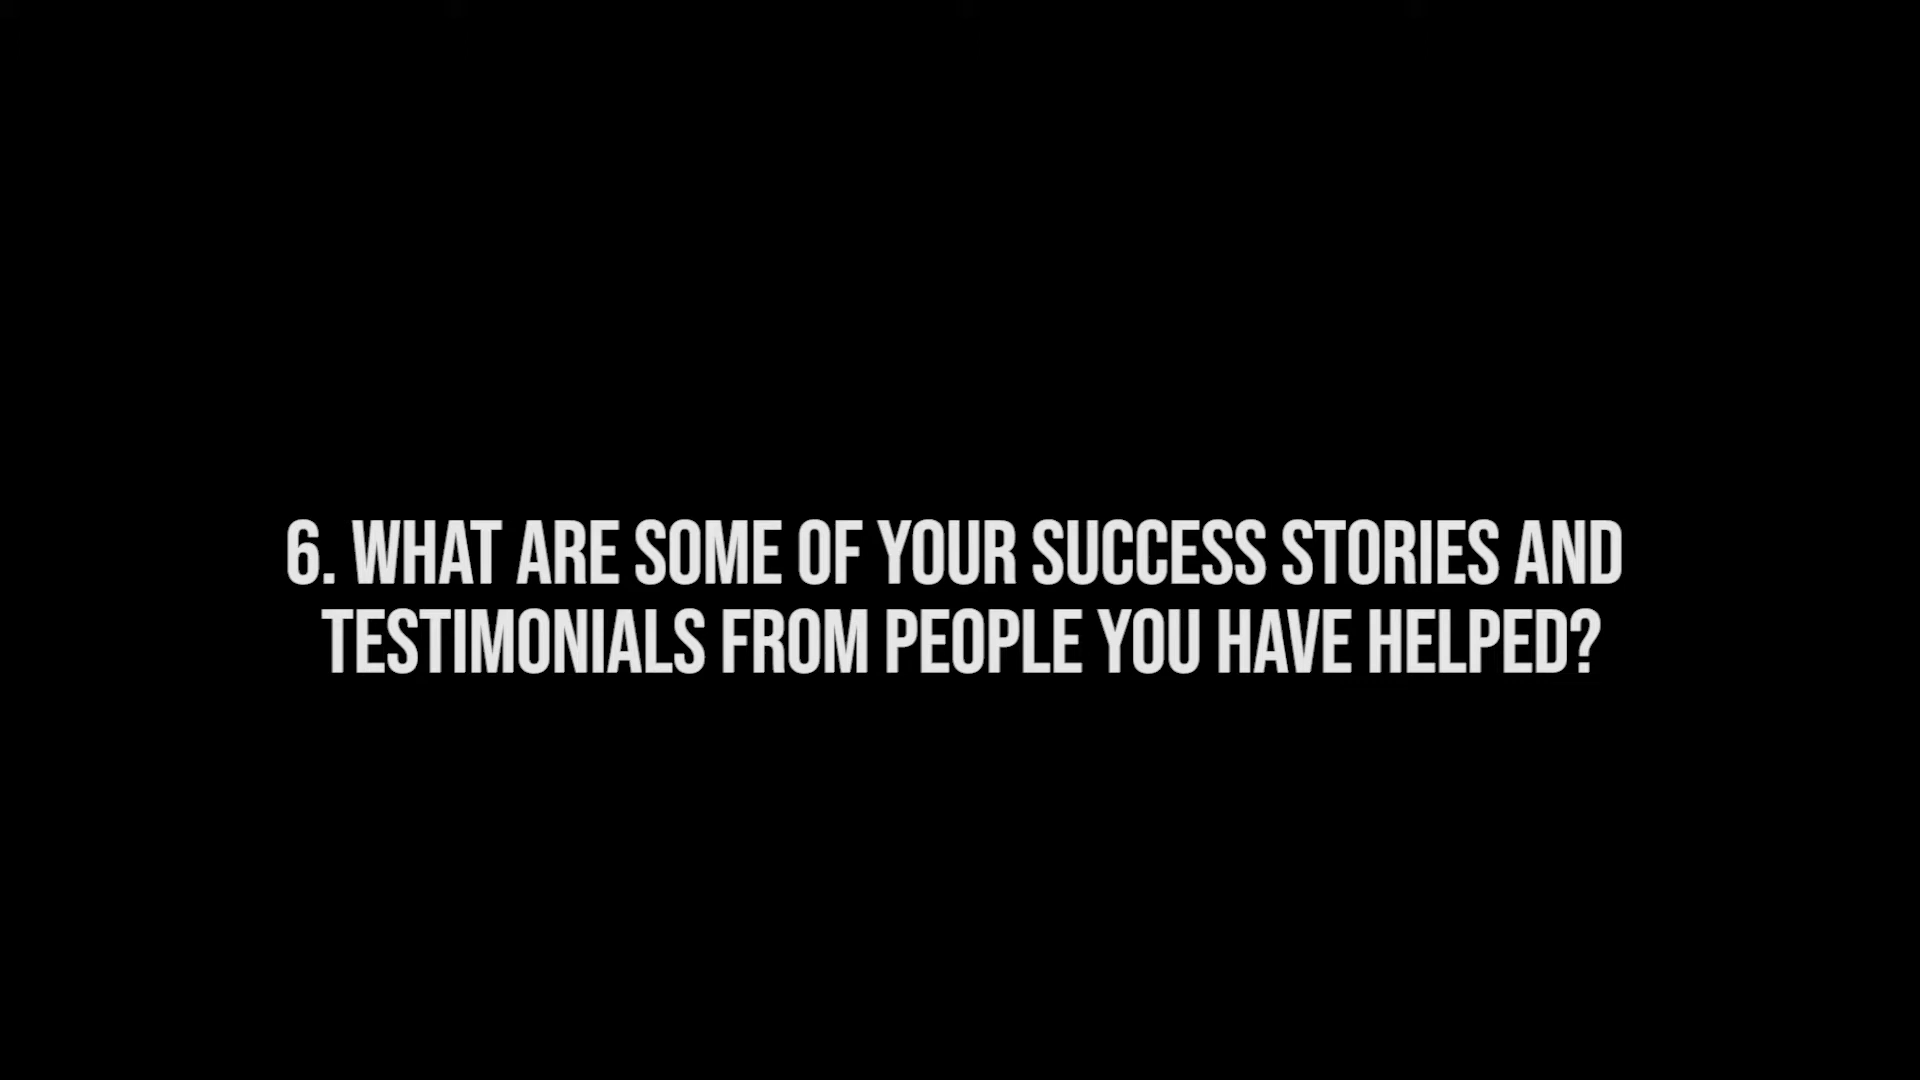 6. WHAT ARE SOME OF YOUR SUCCESS STORIES AND
TESTIMONIALS FROM PEOPLE YOU HAVE HELPED?